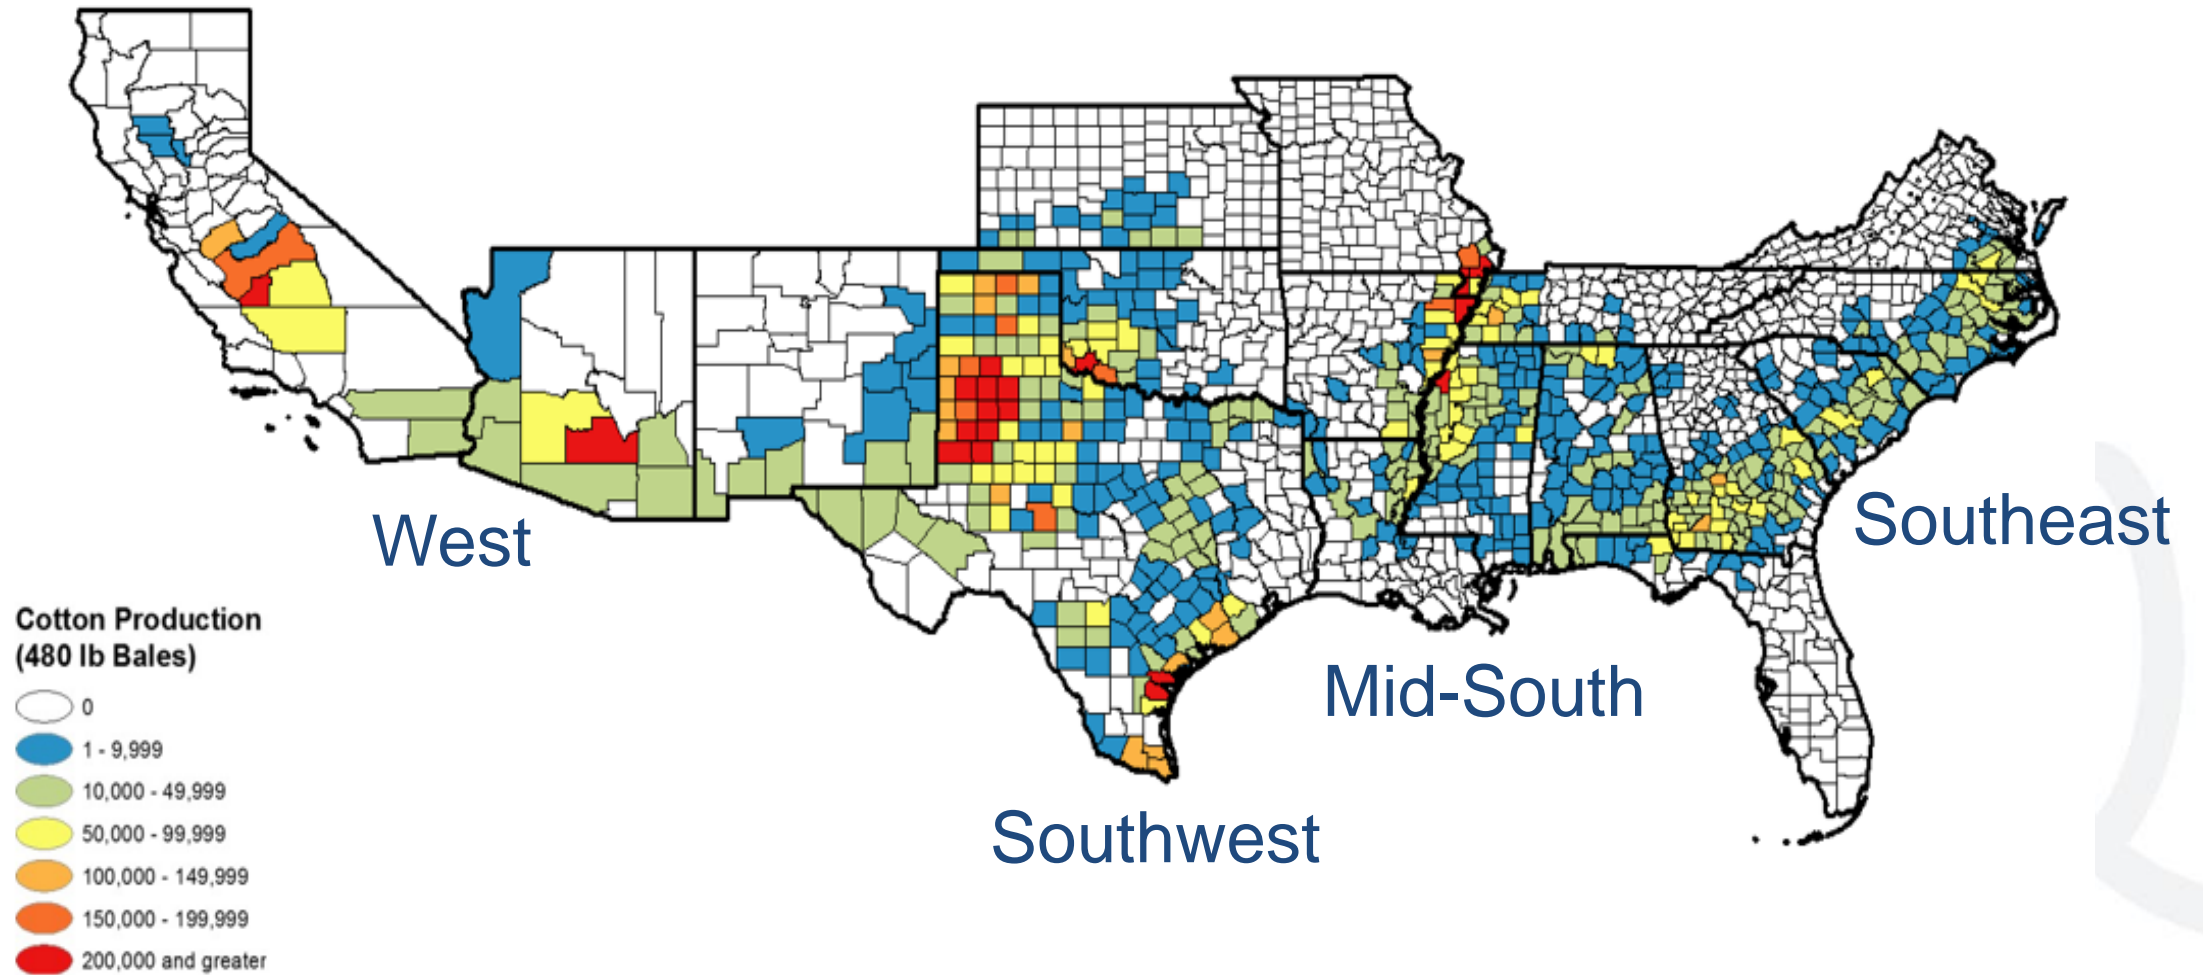 West
Southeast
Mid-South
Southwest
Cotton Production
(480 lb Bales)
0
1 - 9,999
10,000 - 49,999
50,000 - 99,999
100,000 - 149,999
150,000 - 199,999
200,000 and greater